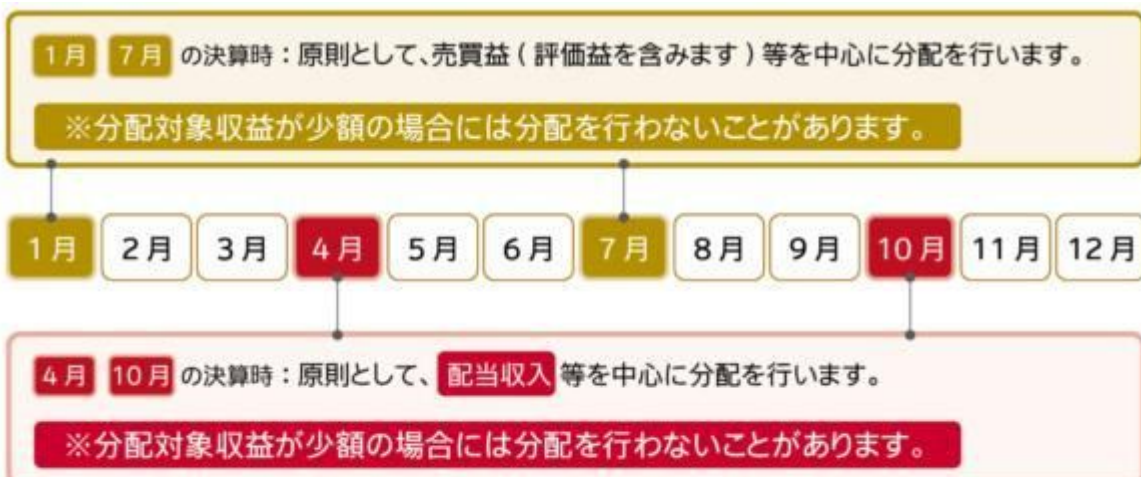 1月 7月 の決算時：原則として、売買益（評価益を含みます）等を中心に分配を行います。
※分配対象収益が少額の場合には分配を行わないことがあります。
1月 2月 3月 4月 5月 6月 7月 8月 9月 10月 11月 12月
4月 10月 の決算時：原則として、配当収入等を中心に分配を行います。
※分配対象収益が少額の場合には分配を行わないことがあります。